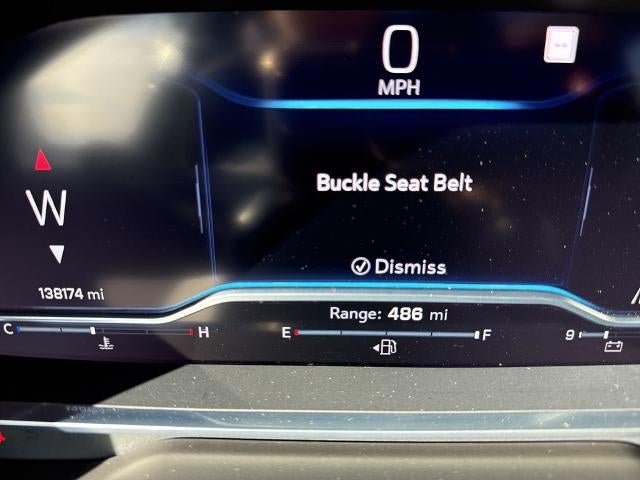 0
MPH
Buckle Seat Belt
W
Dismiss
138174 mi
Range: 486 mi
C H E F 9